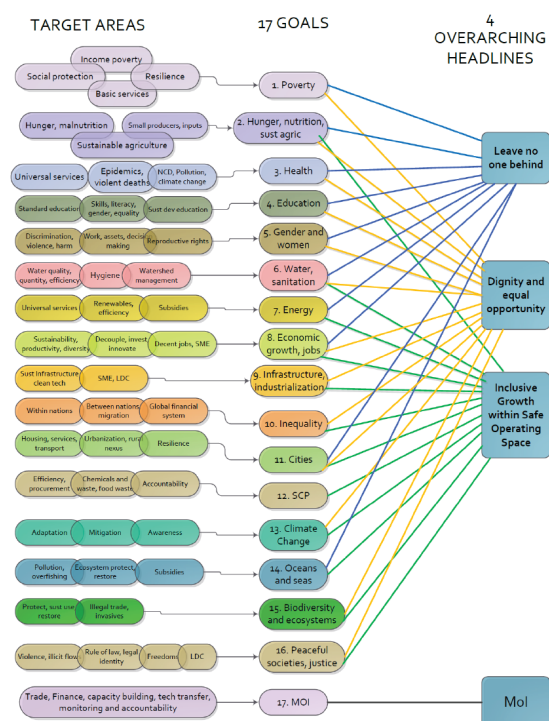 TARGET AREAS
17 GOALS
4
OVERARCHING
HEADLINES
Income poverty
Social protection
Resilience
Basic services
1. Poverty
Hunger, malnutrition
Small producers, inputs
Sustainable agriculture
2. Hunger, nutrition,
sust agric
Leave no
one behind
Universal services
Epidemics,
violent deaths
NCD, Pollution,
climate change
3. Health
Standard education
Skills, literacy,
gender, equality
Sust dev education
4. Education
Discrimination,
violence, harm
Work, assets, decision
making
Reproductive rights
5. Gender and
women
Water quality,
quantity, efficiency
Hygiene
Watershed
management
6. Water,
sanitation
Dignity and
equal
opportunity
Universal services
Renewables,
efficiency
Subsidies
7. Energy
Sustainability,
productivity, diversity
Decouple, invest,
innovate
Decent jobs, SME
8. Economic
growth, jobs
Sust Infrastructure
clean tech
SME, LDC
9. Infrastructure,
industrialization
Inclusive
Growth
within Safe
Operating
Space
Within nations
Between nations,
migration
Global financial
system
10. Inequality
Housing, services,
transport
Urbanization, rural
nexus
Resilience
11. Cities
Efficiency,
procurement
Chemicals and
waste, food waste
Accountability
12. SCP
Adaptation
Mitigation
Awareness
13. Climate
Change
Pollution,
overfishing
Ecosystem protect,
restore
Subsidies
14. Oceans
and seas
Protect, sust use
restore
Illegal trade,
invasives
15. Biodiversity
and ecosystems
Violence, illicit flow
Rule of law, legal
identity
Freedoms
LDC
16. Peaceful
societies, justice
Trade, Finance, capacity building, tech transfer,
monitoring and accountability
17. MOI
MoI